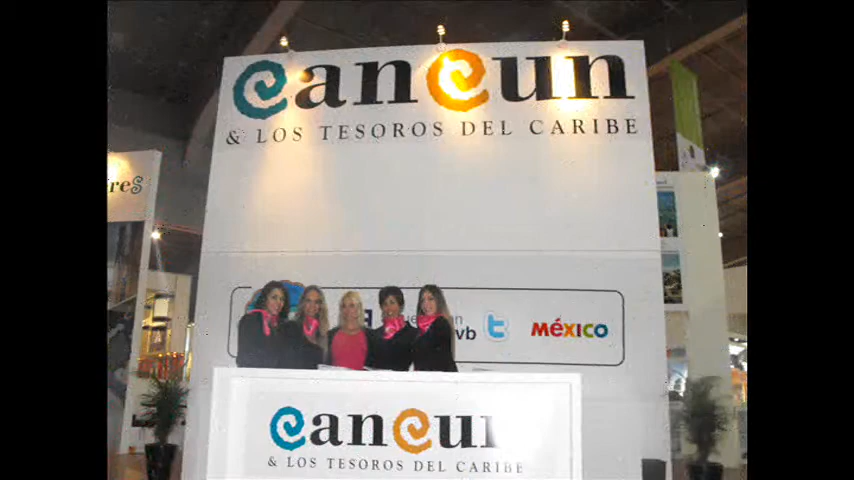 cancun
& LOS TESOROS DEL CARIBE
res
vb
t
MÉXICO
cancun
& LOS TESOROS DEL CARIBE